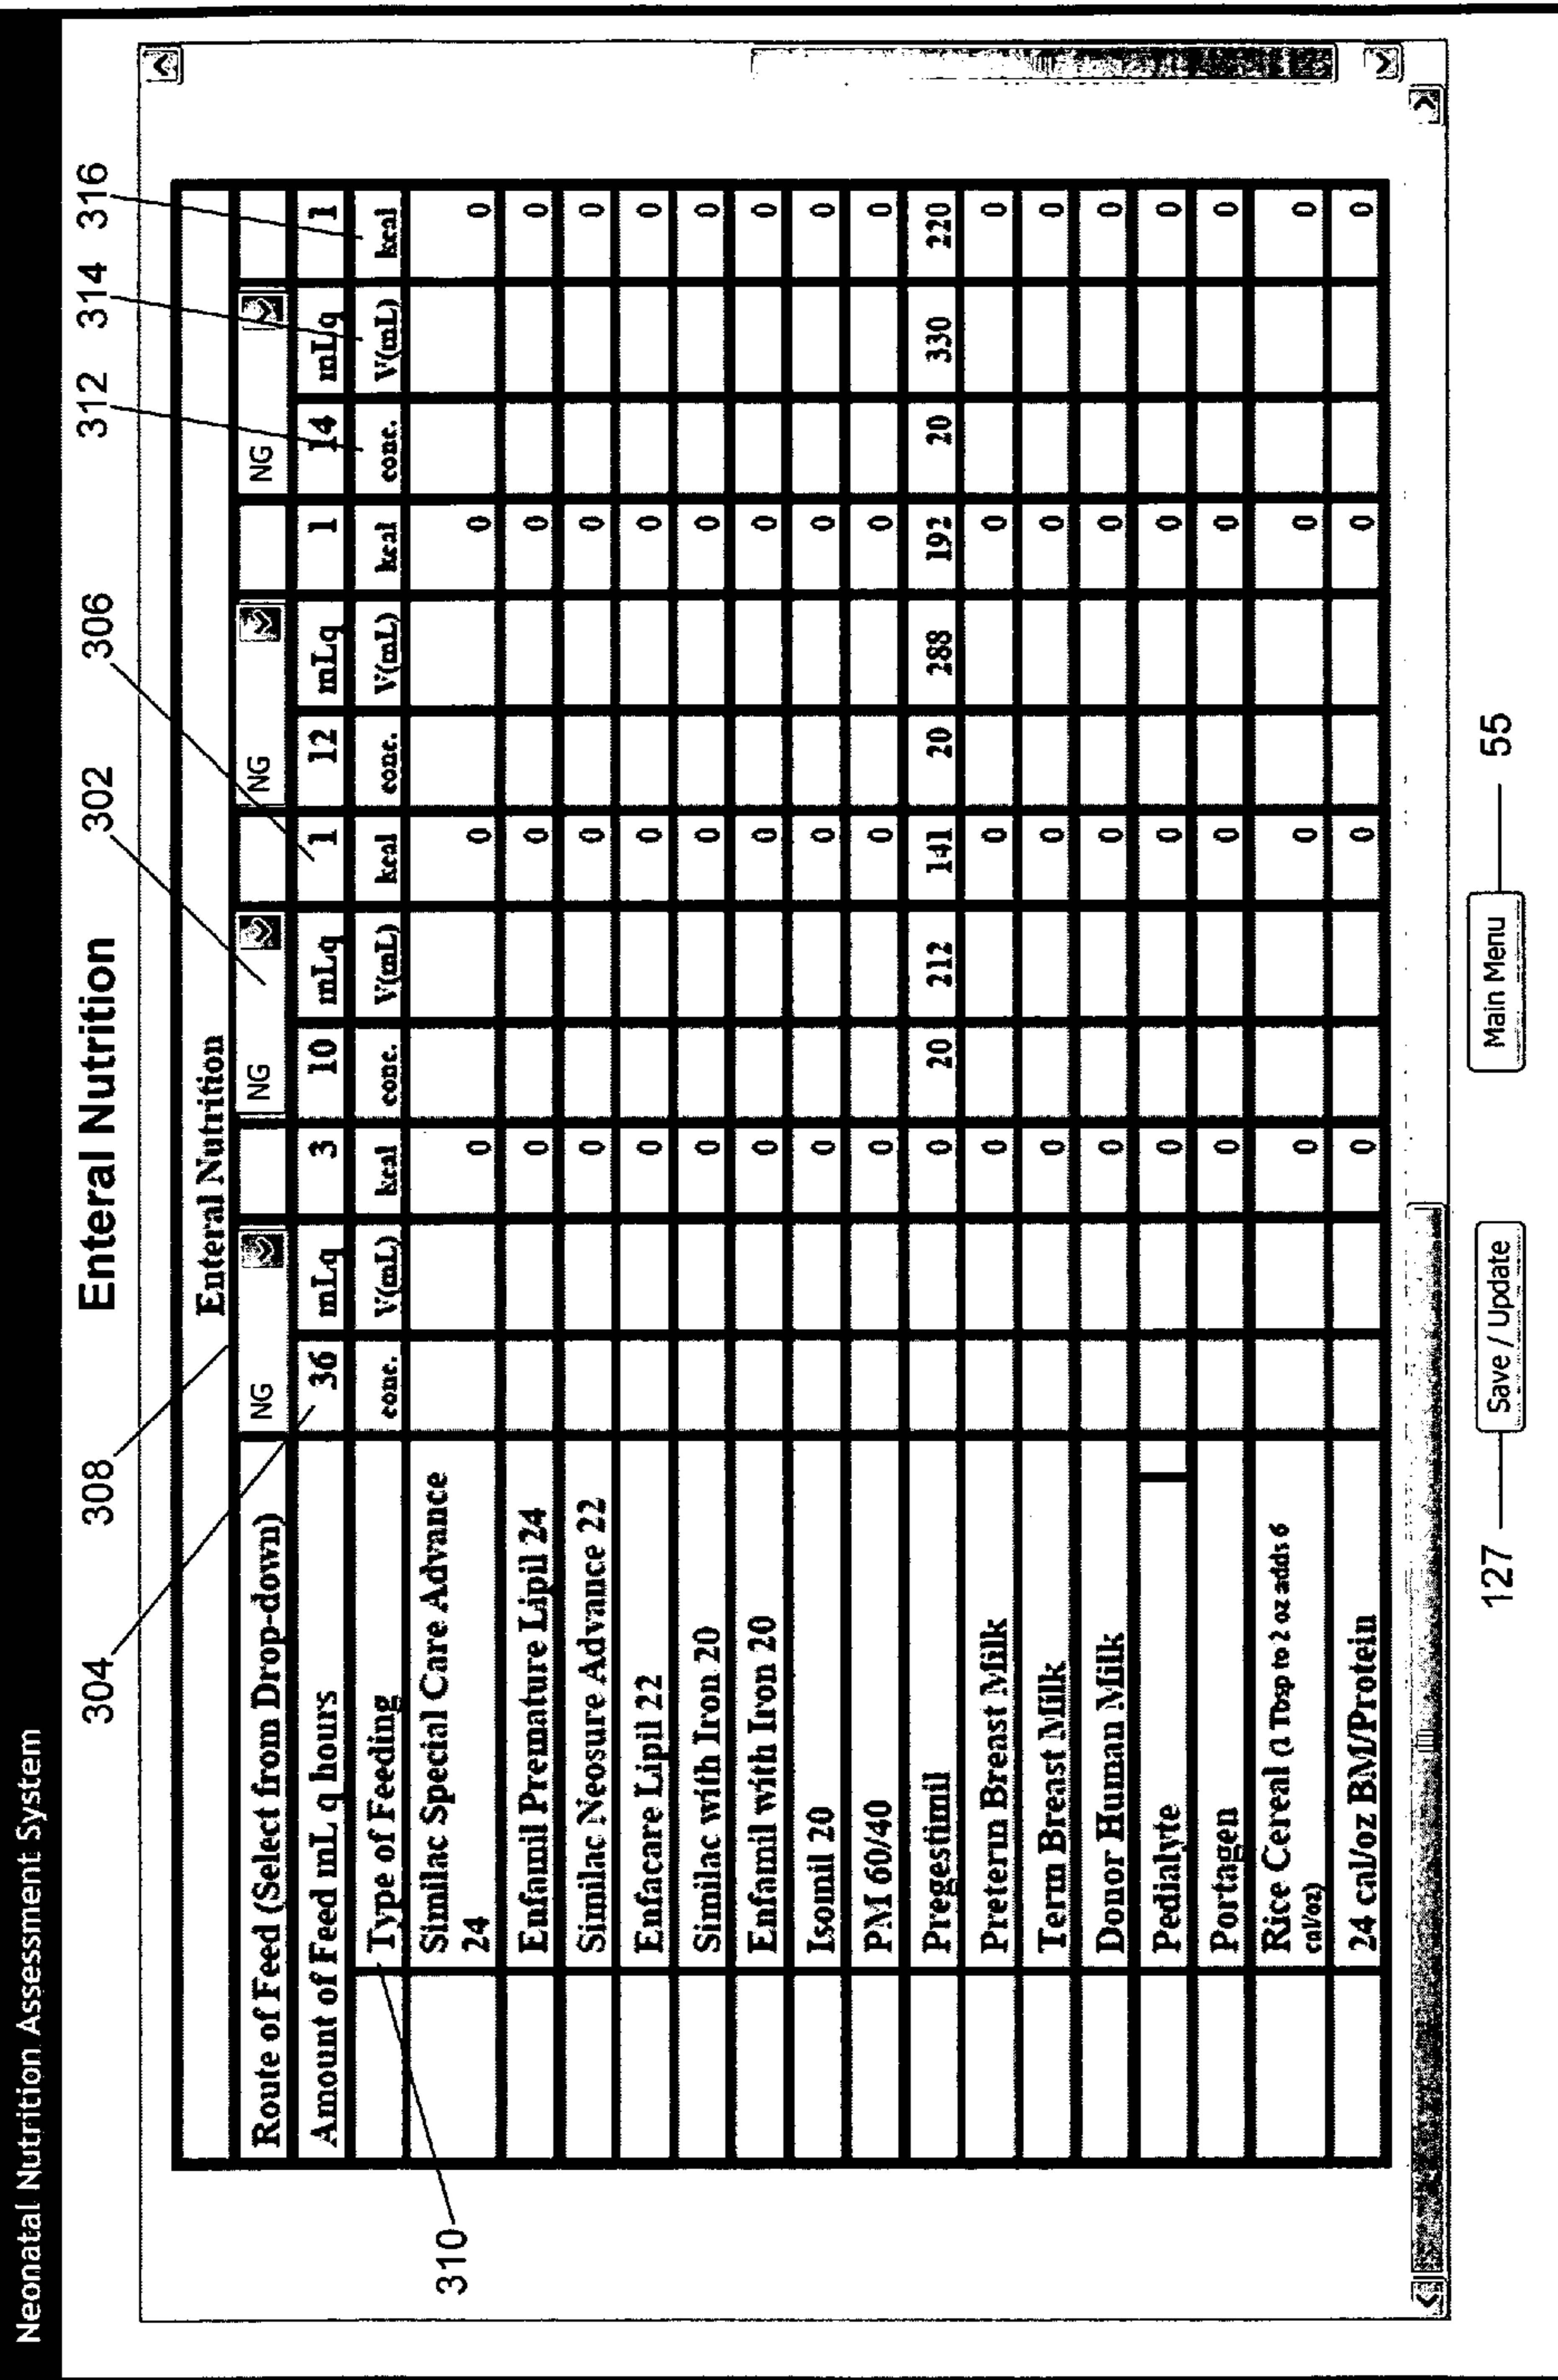 Neonatal Nutrition Assessment System
Enteral Nutrition
308
304
302
306
312
314
316
310
Enteral Nutrition
Route of Feed (Select from Drop-down) NG NG NG NG
Amount of Feed mL q hours 36 mLq 3 10 mLq 1 12 mLq 1 14 mLq 1
Type of Feeding conc. V(mL) kcal conc. V(mL) kcal conc. V(mL) kcal conc. V(mL) kcal
Similac Special Care Advance
24 0 0 0 0
Enfamil Premature Lipil 24 0 0 0 0
Similac Neosure Advance 22 0 0 0 0
Enfacare Lipil 22 0 0 0 0
Similac with Iron 20 0 0 0 0
Enfamil with Iron 20 0 0 0 0
Isomil 20 0 0 0 0
PM 60/40 0 0 0 0
Pregestimil 0 20 212 141 20 288 192 20 330 220
Preterm Breast Milk 0 0 0 0
Term Breast Milk 0 0 0 0
Donor Human Milk 0 0 0 0
Pedialyte 0 0 0 0
Portagen 0 0 0 0
Rice Cereal (1 Tbsp to 2 oz adds 6
cal/oz) 0 0 0 0
24 cal/oz BM/Protein 0 0 0 0
127 Save / Update Main Menu 55